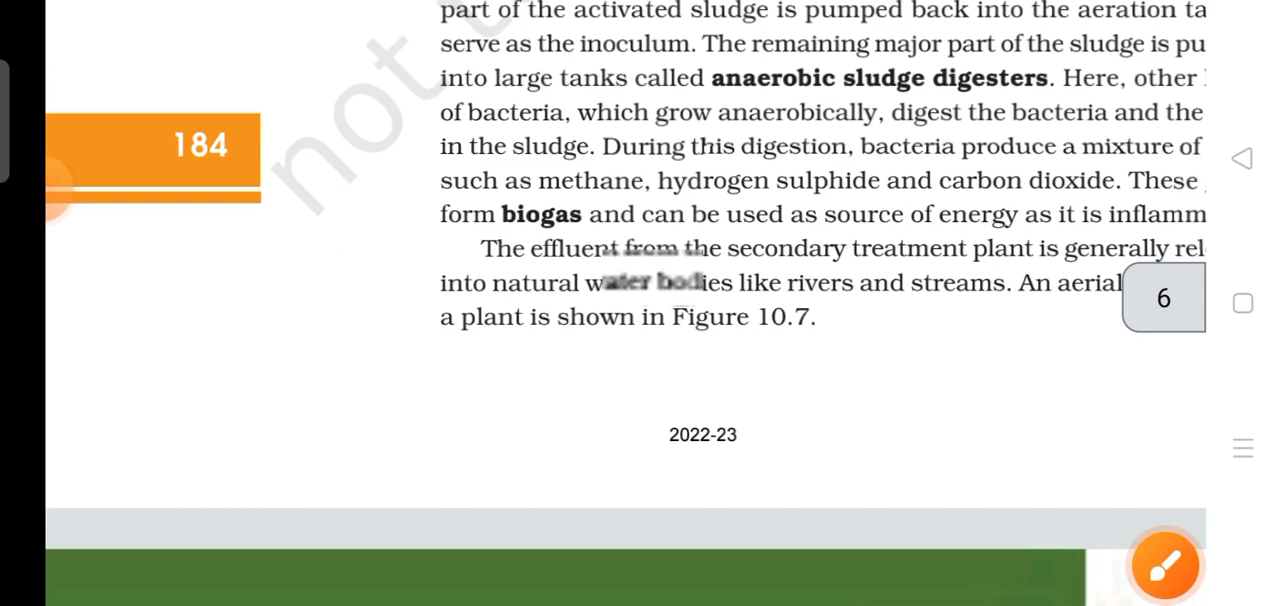 part of the activated sludge is pumped back into the aeration ta
serve as the inoculum. The remaining major part of the sludge is pu
into large tanks called anaerobic sludge digesters. Here, other
of bacteria, which grow anaerobically, digest the bacteria and the
in the sludge. During this digestion, bacteria produce a mixture of
such as methane, hydrogen sulphide and carbon dioxide. These
form biogas and can be used as source of energy as it is inflamm
The effluent from the secondary treatment plant is generally rel
into natural water bodies like rivers and streams. An aerial
a plant is shown in Figure 10.7.
184
not
6
2022-23